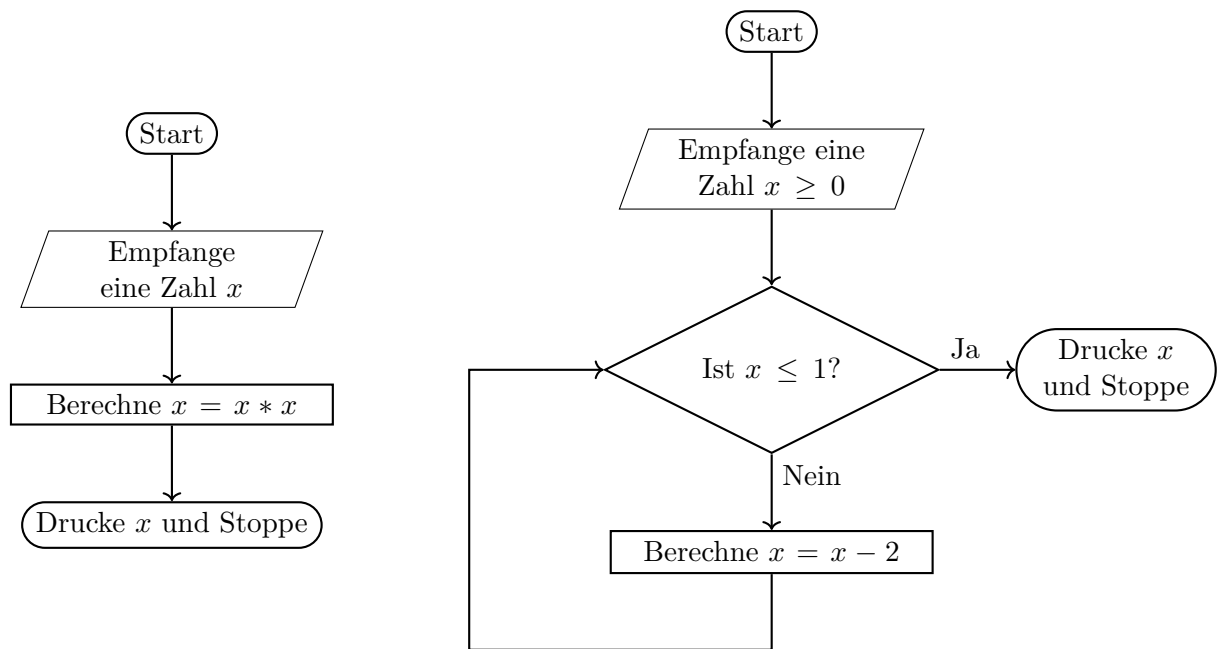 Start
Empfange
eine Zahl x
Berechne x = x ∗ x
Drucke x und Stoppe
Start
Empfange eine
Zahl x ≥ 0
Ist x ≤ 1?
Ja
Drucke x
und Stoppe
Nein
Berechne x = x − 2